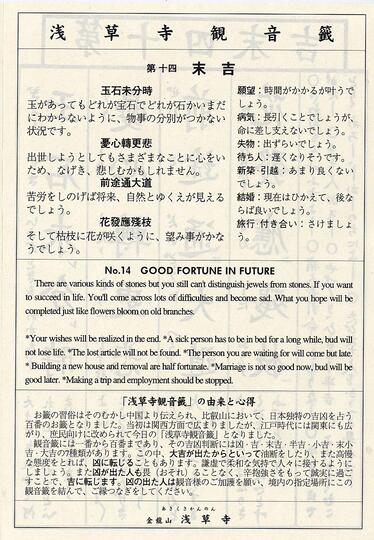 浅草寺観音籤
第十四 末吉
玉石未分時
玉があってもどれが宝石でどれが石かいまだ
にわからないように、物事の分別がつかない
状況です。
憂心轉更悲
出世しようとしてもさまざまなことに心をい
ため、なげき、悲しむかもしれません。
前途通大道
苦労をしのげば将来、自然とゆくえが見える
でしょう。
花發應殘枝
そして枯枝に花が咲くように、望み事がかな
うでしょう。
願望:時間がかかるが叶うで
しょう。
病気:長引くことでしょうが、
命に差し支えないでしょう。
失物:出ずらいでしょう。
待ち人:遅くなりそうです。
新築・引越:あまり良くない
でしょう。
結婚:現在はひかえて、後な
らば良いでしょう。
旅行・付き合い:さけましょ
う。
No.14 GOOD FORTUNE IN FUTURE
There are various kinds of stones but you still can't distinguish jewels from stones. If you want
to succeed in life. You'll come across lots of difficulties and become sad. What you hope will be
completed just like flowers bloom on old branches.
*Your wishes will be realized in the end. *A sick person has to be in bed for a long while, bud will
not lose life. *The lost article will not be found. *The person you are waiting for will come but late.
* Building a new house and removal are half fortunate. *Marriage is not so good now, bud will be
good later. *Making a trip and employment should be stopped.
「浅草寺観音籤」の由来と心得
お籤の習俗はそのむかし中国より伝えられ、比叡山において、日本独特の吉凶を占う
百番のお籤となりました。当初は関西方面で広まりましたが、江戸時代には関東にも広
がり、庶民向けに改められて今日の「浅草寺観音籤」となりました。
観音籤には一番から百番まであり、その吉凶判断には凶・吉・末吉・半吉・小吉・末小
吉・大吉の7種類があります。この中、大吉が出たからといって油断をしたり、また高慢
な態度をとれば、凶に転じることもあります。謙虚で柔和な気持で人々に接するように
しましょう。また凶が出た人も畏(おそ)れることなく、辛抱強さをもって誠実に過ご
すことで、吉に転じます。凶の出た人は観音様のご加護を願い、境内の指定場所にこの
観音籤を結んで、ご縁つなぎをしてください。
あさくさかんのん
金龍山 浅草寺